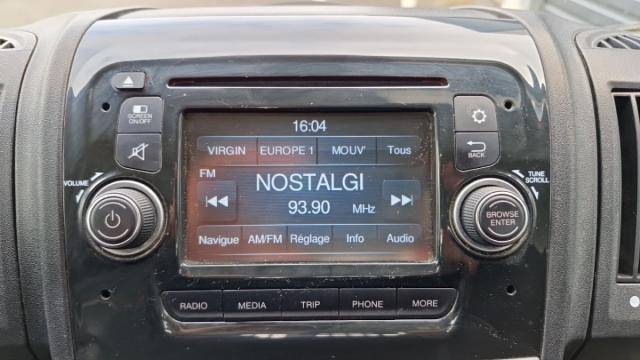 SCREEN
ON/OFF
16:04
VIRGIN EUROPE 1 MOUV' Tous
BACK
FM
VOLUME
NOSTALGI
93.90 MHz
TUNE
SCROLL
BROWSE
ENTER
Navigue AM/FM Réglage Info Audio
RADIO MEDIA TRIP PHONE MORE